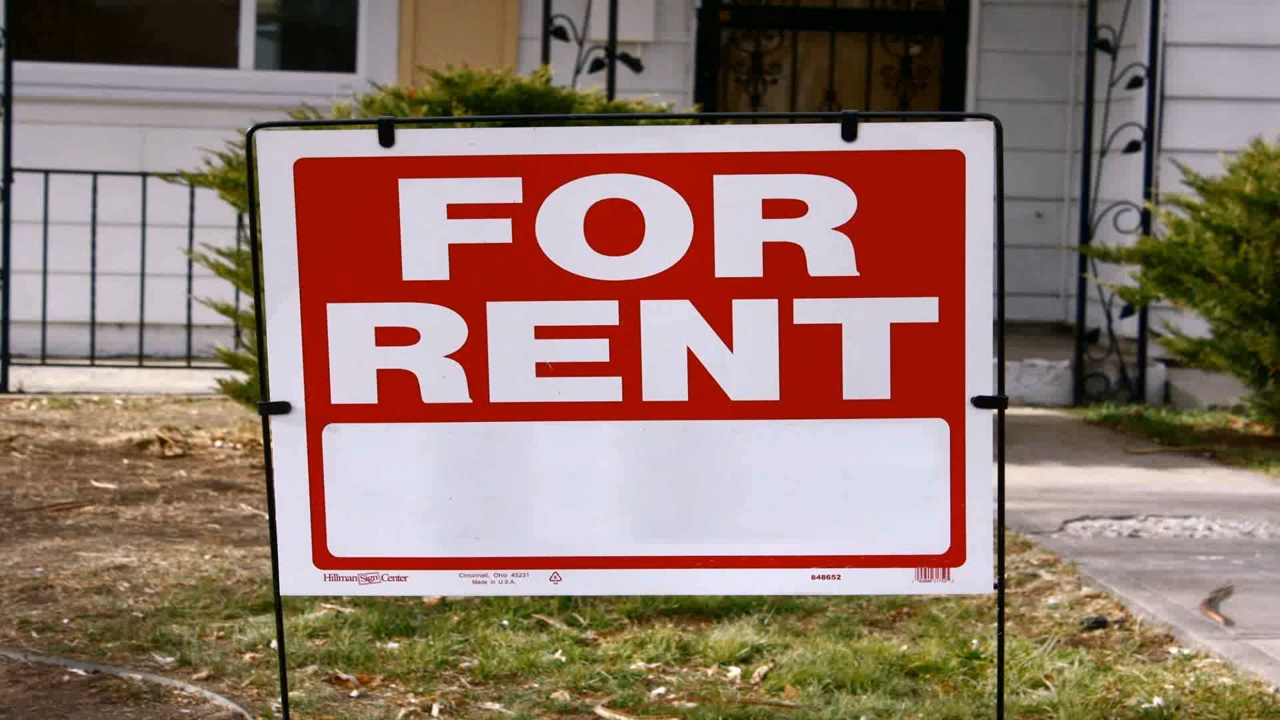 FOR
RENT
Hillman Sign Center
Cincinnati, Ohio 45231
Made in U.S.A.
848652